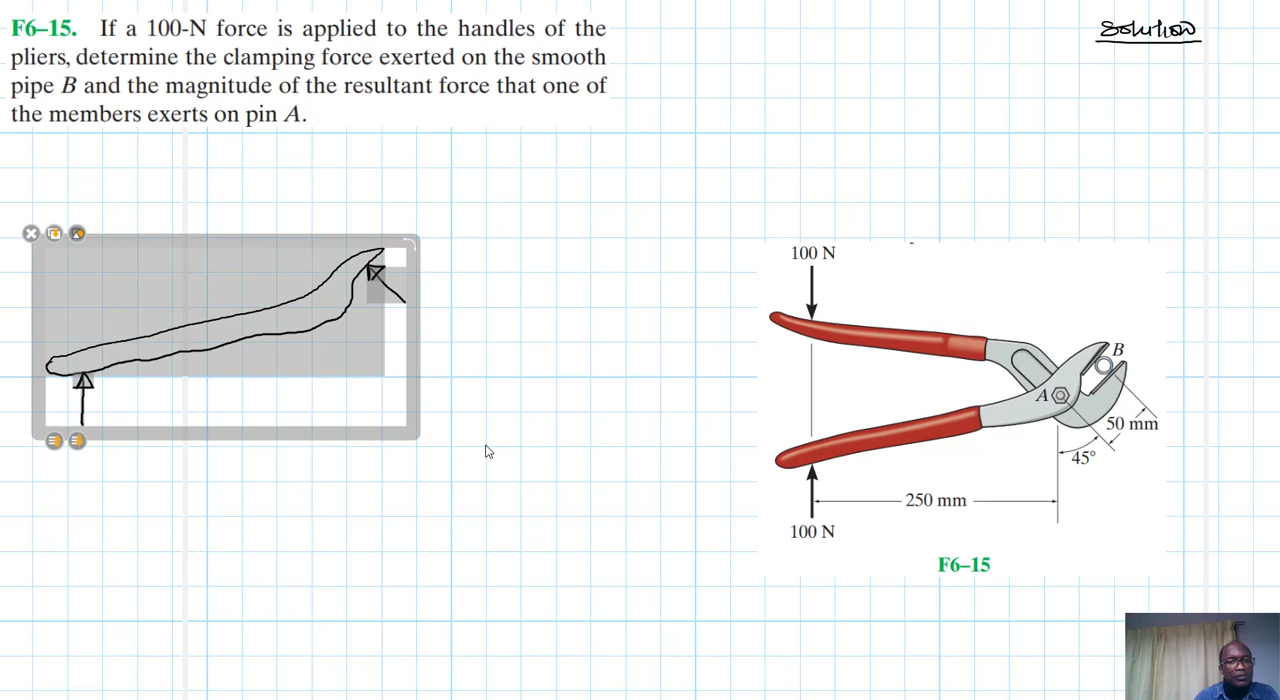 F6–15. If a 100-N force is applied to the handles of the
pliers, determine the clamping force exerted on the smooth
pipe B and the magnitude of the resultant force that one of
the members exerts on pin A.
Solution
100 N
B
A
50 mm
45°
250 mm
100 N
F6–15